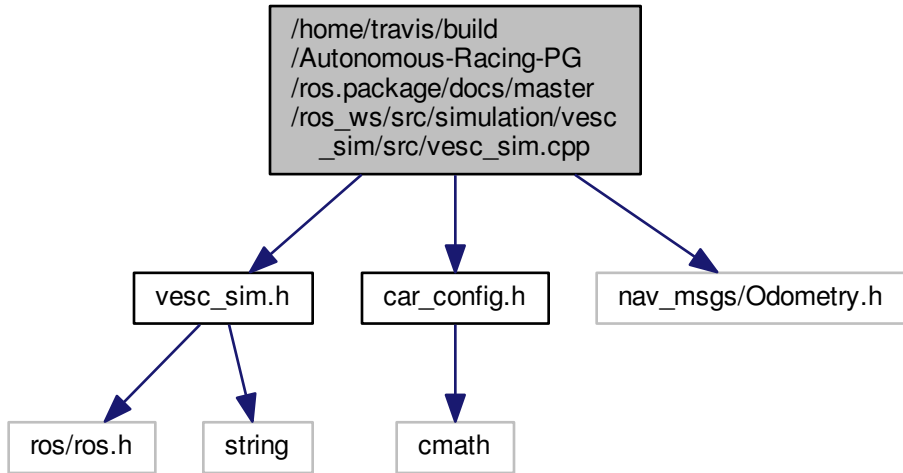 /home/travis/build
/Autonomous-Racing-PG
/ros.package/docs/master
/ros_ws/src/simulation/vesc
_sim/src/vesc_sim.cpp
vesc_sim.h
car_config.h
nav_msgs/Odometry.h
ros/ros.h
string
cmath